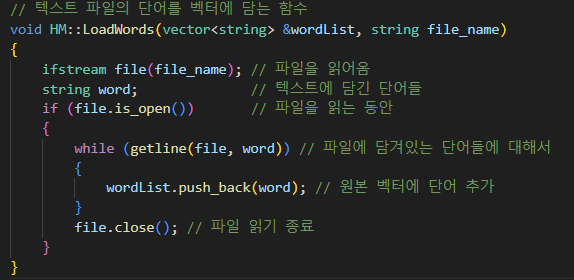 // 텍스트 파일의 단어를 벡터에 담는 함수
void HM::LoadWords(vector<string> &wordList, string file_name)
{
    ifstream file(file_name); // 파일을 읽어옴
    string word;              // 텍스트에 담긴 단어들
    if (file.is_open())       // 파일을 읽는 동안
    {
        while (getline(file, word)) // 파일에 담겨있는 단어들에 대해서
        {
            wordList.push_back(word); // 원본 벡터에 단어 추가
        }
        file.close(); // 파일 읽기 종료
    }
}